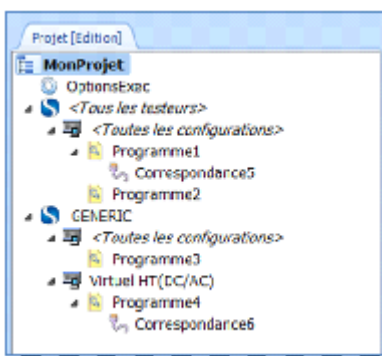 Projet [Edition]
MonProjet
OptionsExec
<Tous les testeurs>
<Toutes les configurations>
Programme1
Correspondance5
Programme2
GENERIC
<Toutes les configurations>
Programme3
Virtuel HT(DC/AC)
Programme4
Correspondance6